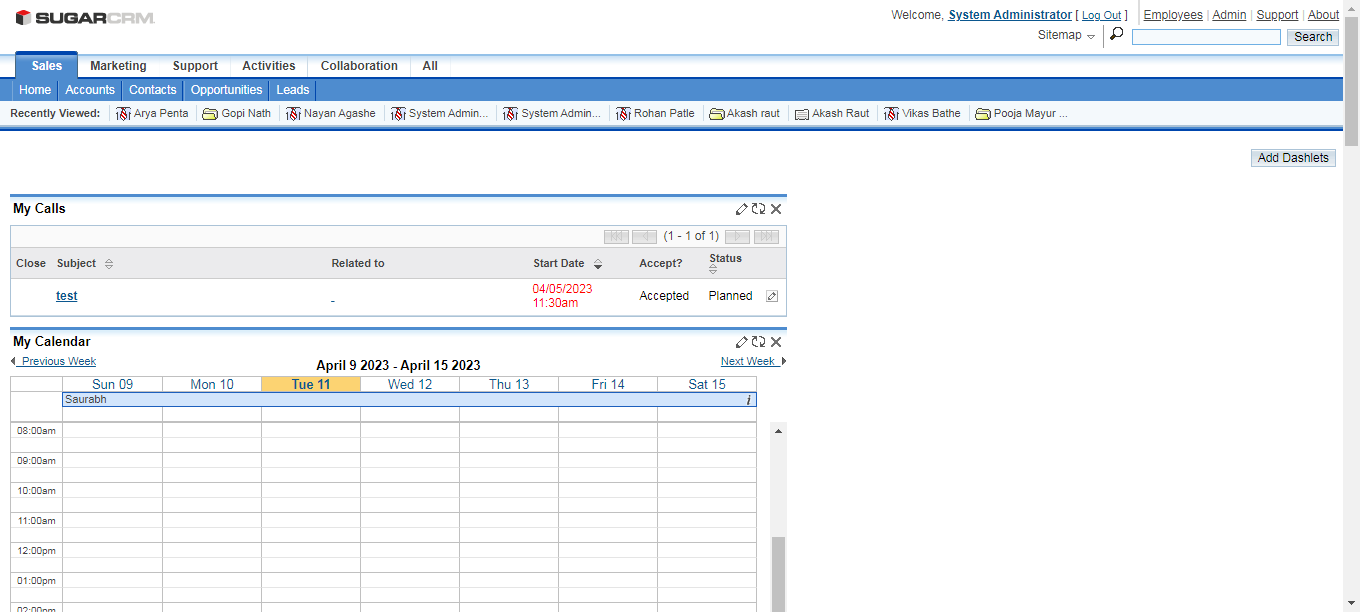 SUGARCRM
Welcome, System Administrator [ Log Out ] Employees | Admin | Support | About
Sitemap Search
Sales Marketing Support Activities Collaboration All
Home Accounts Contacts Opportunities Leads
Recently Viewed: Arya Penta Gopi Nath Nayan Agashe System Admin... System Admin... Rohan Patle Akash raut Akash Raut Vikas Bathe Pooja Mayur ...
Add Dashlets
My Calls
(1 - 1 of 1)
Close Subject Related to Start Date Accept? Status
test - 04/05/2023 11:30am Accepted Planned
My Calendar
Previous Week April 9 2023 - April 15 2023 Next Week
Sun 09 Mon 10 Tue 11 Wed 12 Thu 13 Fri 14 Sat 15
Saurabh i
08:00am
09:00am
10:00am
11:00am
12:00pm
01:00pm
02:00pm